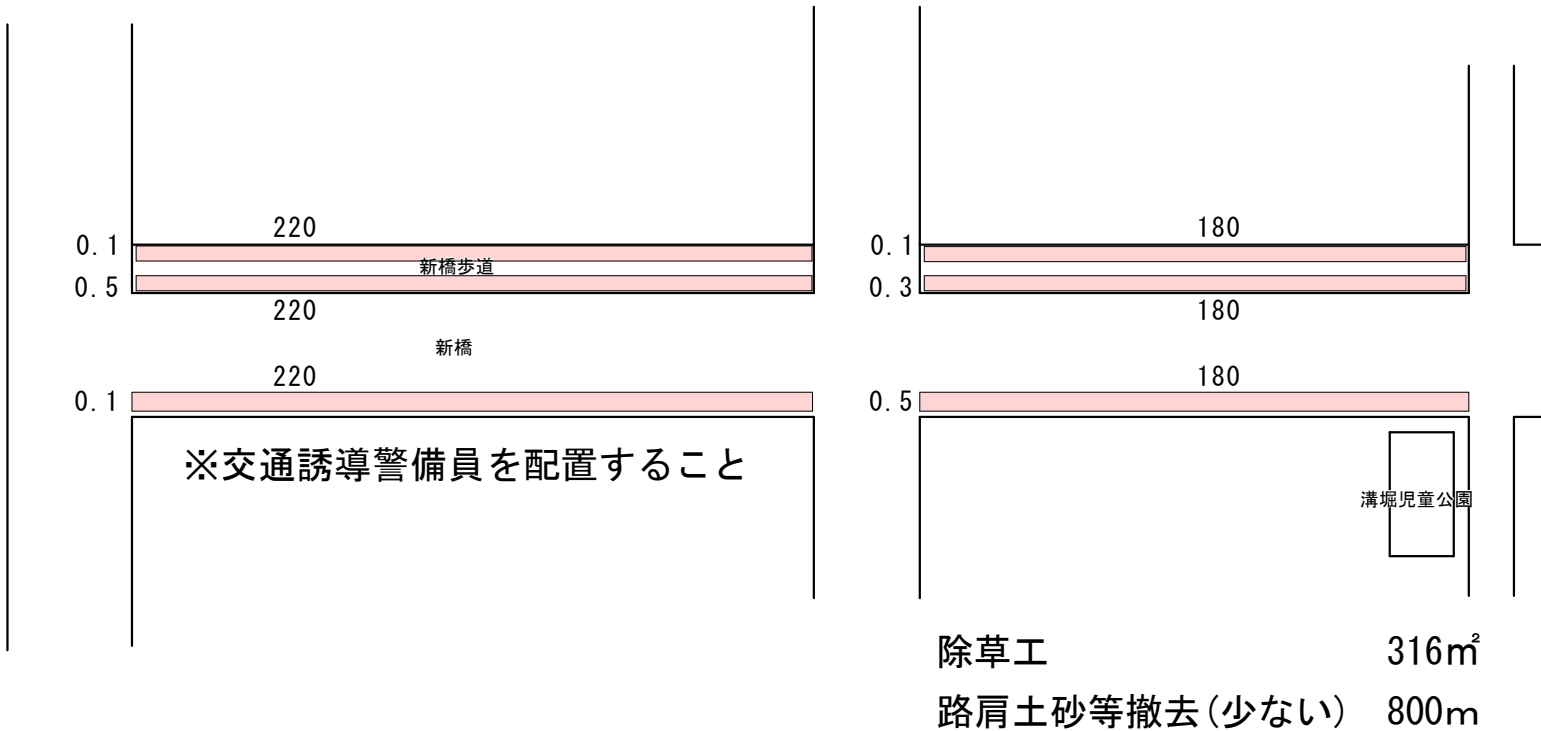 220
180
0.1
0.1
新橋歩道
0.5
0.3
220
180
新橋
220
180
0.1
0.5
※交通誘導警備員を配置すること
溝堀児童公園
除草工 316㎡
路肩土砂等撤去(少ない) 800m